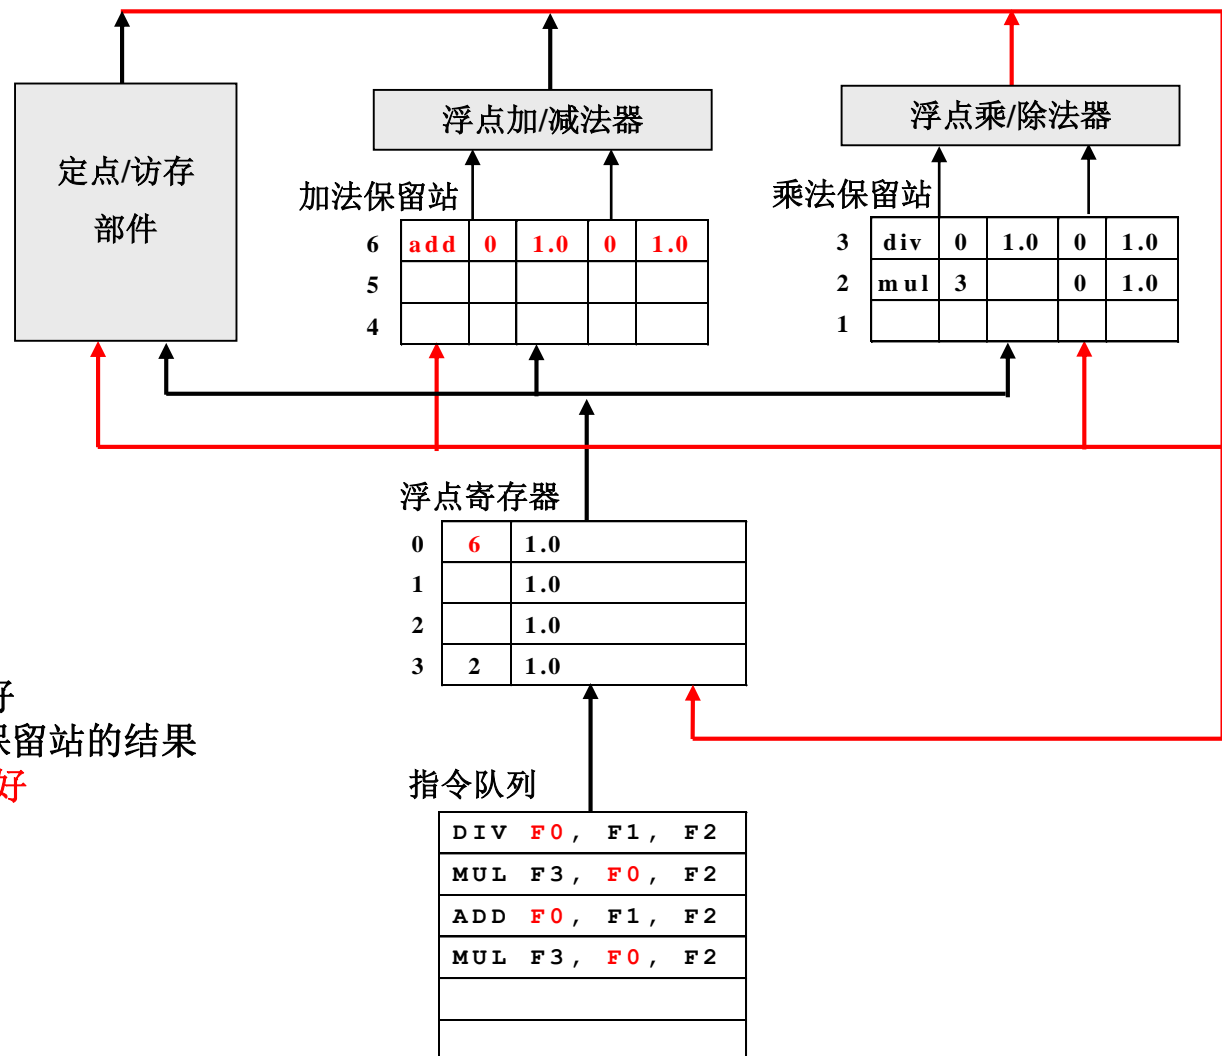 定点/访存
部件
浮点加/减法器
浮点乘/除法器
加法保留站
6 add 0 1.0 0 1.0
5
4
乘法保留站
3 div 0 1.0 0 1.0
2 mul 3 0 1.0
1
浮点寄存器
0 6 1.0
1 1.0
2 1.0
3 2 1.0
好
保留站的结果
好
指令队列
DIV F0, F1, F2
MUL F3, F0, F2
ADD F0, F1, F2
MUL F3, F0, F2